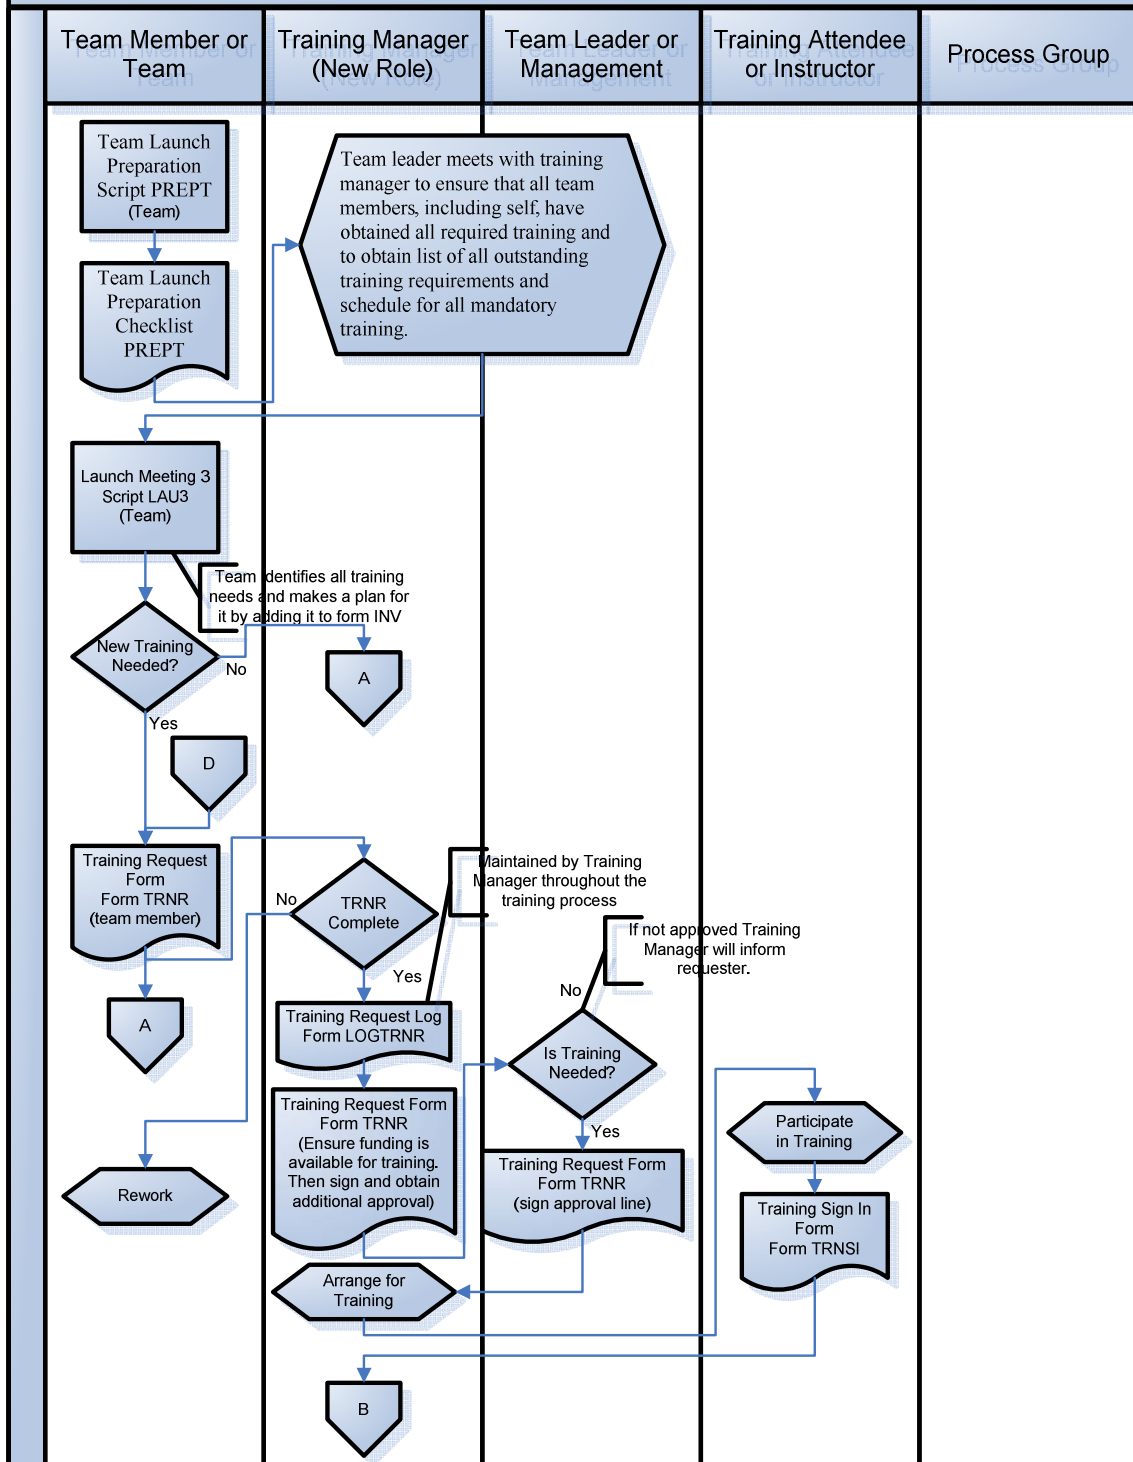 Team Member or
Team
Training Manager
(New Role)
Team Leader or
Management
Training Attendee
or Instructor
Process Group
Team Launch
Preparation
Script PREPT
(Team)
Team leader meets with training
manager to ensure that all team
members, including self, have
obtained all required training and
to obtain list of all outstanding
training requirements and
schedule for all mandatory
training.
Team Launch
Preparation
Checklist
PREPT
Launch Meeting 3
Script LAU3
(Team)
Team identifies all training
needs and makes a plan for
it by adding it to form INV
New Training
Needed?
No
A
Yes
D
Training Request
Form
Form TRNR
(team member)
No
TRNR
Complete
Maintained by Training
Manager throughout the
training process
If not approved Training
Manager will inform
requester.
Yes
No
A
Training Request Log
Form LOGTRNR
Is Training
Needed?
Training Request Form
Form TRNR
(Ensure funding is
available for training.
Then sign and obtain
additional approval)
Yes
Participate
in Training
Rework
Training Request Form
Form TRNR
(sign approval line)
Training Sign In
Form
Form TRNSI
Arrange for
Training
B